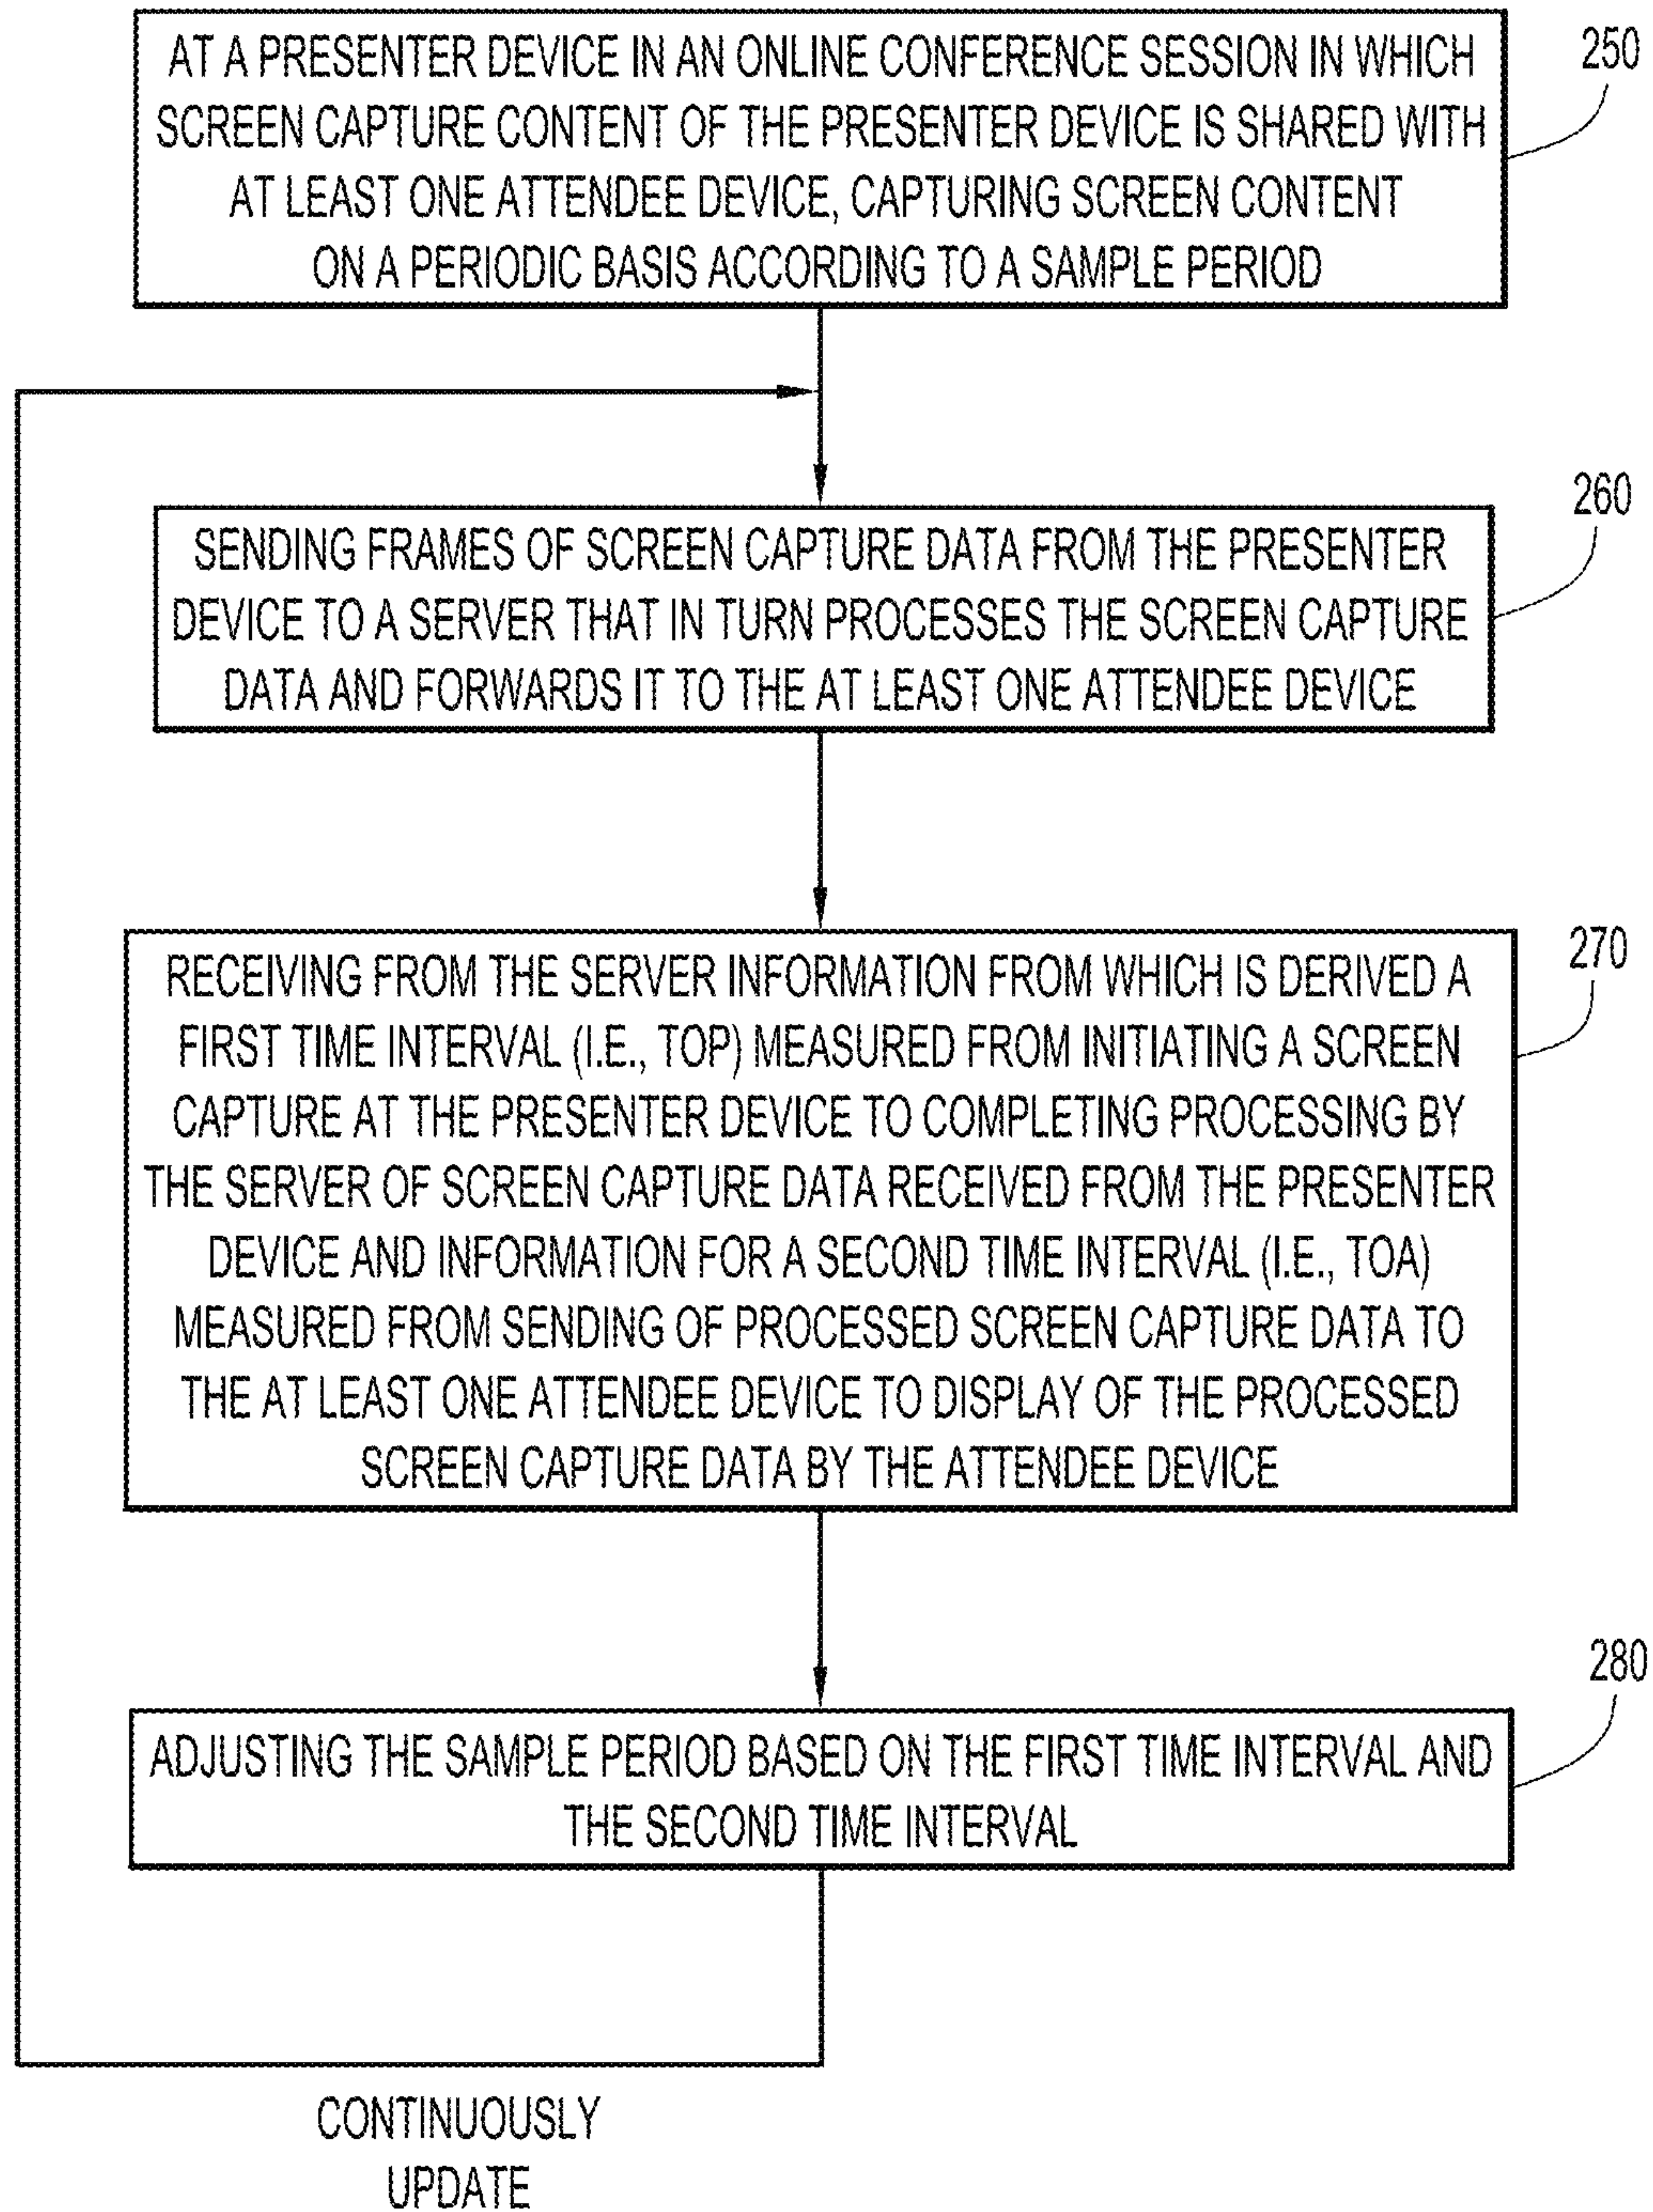 AT A PRESENTER DEVICE IN AN ONLINE CONFERENCE SESSION IN WHICH
SCREEN CAPTURE CONTENT OF THE PRESENTER DEVICE IS SHARED WITH
AT LEAST ONE ATTENDEE DEVICE, CAPTURING SCREEN CONTENT
ON A PERIODIC BASIS ACCORDING TO A SAMPLE PERIOD
250
SENDING FRAMES OF SCREEN CAPTURE DATA FROM THE PRESENTER
DEVICE TO A SERVER THAT IN TURN PROCESSES THE SCREEN CAPTURE
DATA AND FORWARDS IT TO THE AT LEAST ONE ATTENDEE DEVICE
260
RECEIVING FROM THE SERVER INFORMATION FROM WHICH IS DERIVED A
FIRST TIME INTERVAL (I.E., TOP) MEASURED FROM INITIATING A SCREEN
CAPTURE AT THE PRESENTER DEVICE TO COMPLETING PROCESSING BY
THE SERVER OF SCREEN CAPTURE DATA RECEIVED FROM THE PRESENTER
DEVICE AND INFORMATION FOR A SECOND TIME INTERVAL (I.E., TOA)
MEASURED FROM SENDING OF PROCESSED SCREEN CAPTURE DATA TO
THE AT LEAST ONE ATTENDEE DEVICE TO DISPLAY OF THE PROCESSED
SCREEN CAPTURE DATA BY THE ATTENDEE DEVICE
270
ADJUSTING THE SAMPLE PERIOD BASED ON THE FIRST TIME INTERVAL AND
THE SECOND TIME INTERVAL
280
CONTINUOUSLY
UPDATE